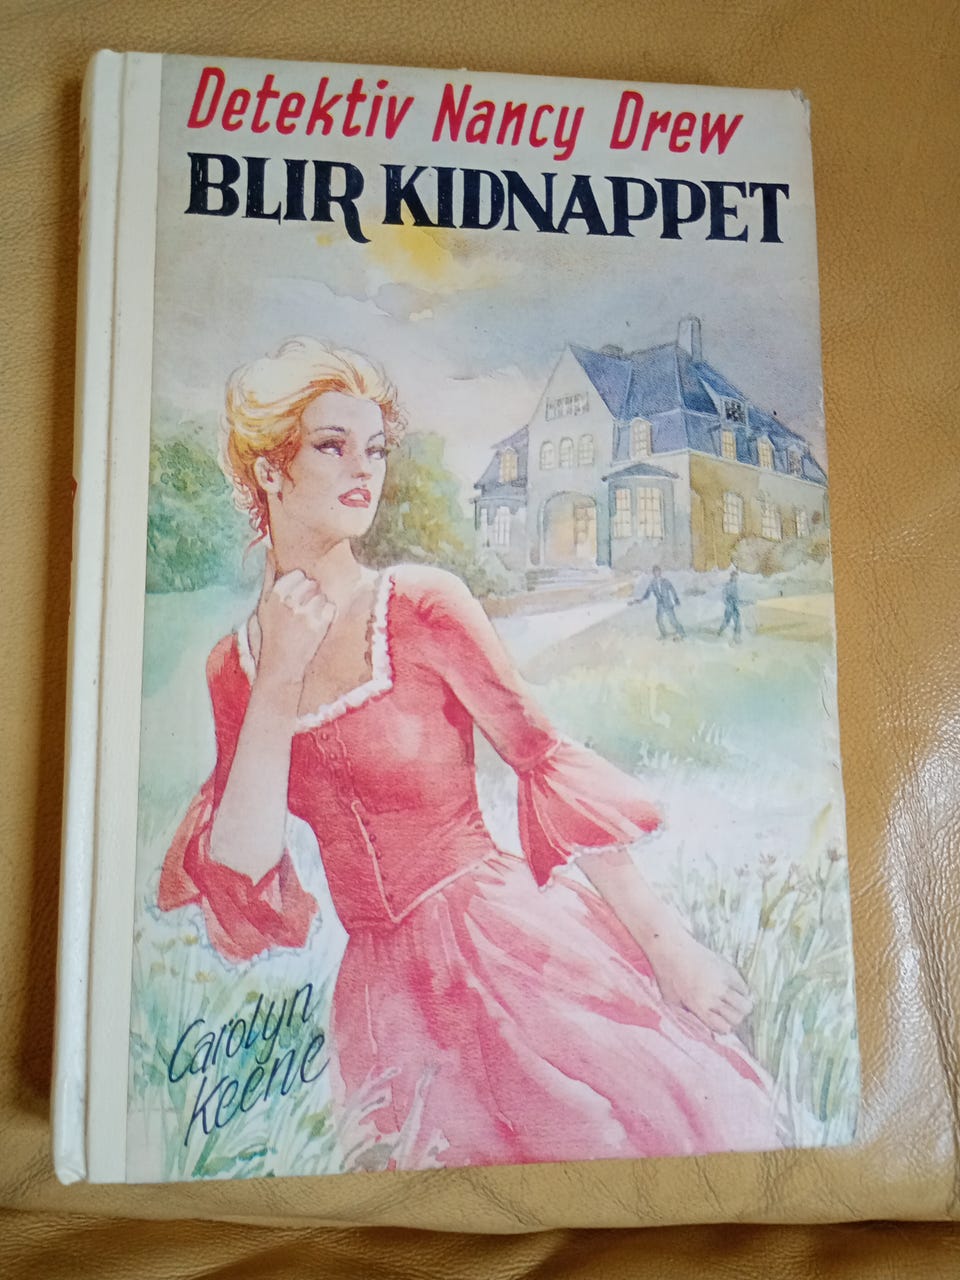 Detektiv Nancy Drew
BLIR KIDNAPPET
Carolyn
Keene